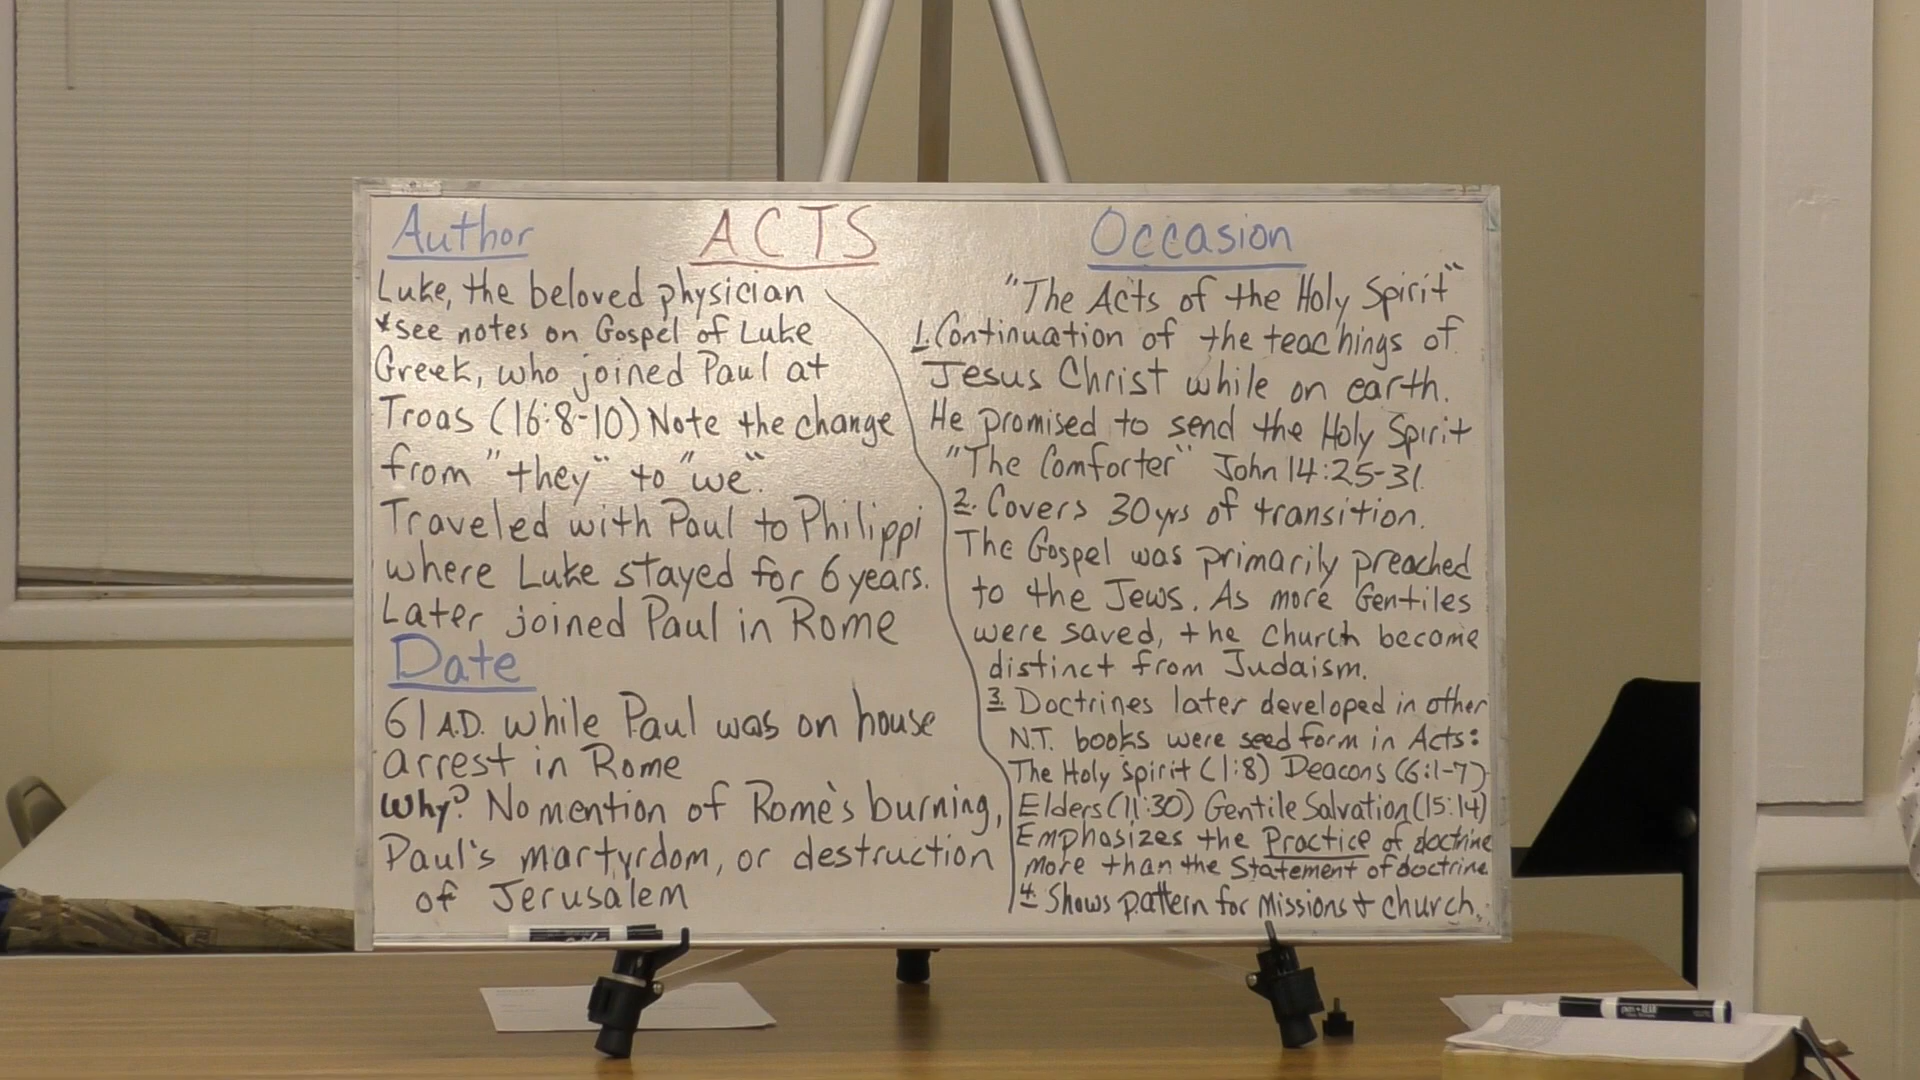 ACTS
Author
Luke, the beloved physician
*see notes on Gospel of Luke
Greek, who joined Paul at
Troas (16:8-10) Note the change
from "they" to "we".
Traveled with Paul to Philippi
where Luke stayed for 6 years.
Later joined Paul in Rome
Date
61 A.D. while Paul was on house
arrest in Rome
Why? No mention of Rome's burning,
Paul's martyrdom, or destruction
of Jerusalem
Occasion
"The Acts of the Holy Spirit"
1. Continuation of the teachings of
Jesus Christ while on earth.
He promised to send the Holy Spirit
"The Comforter" John 14:25-31
2. Covers 30 yrs of transition.
The Gospel was primarily preached
to the Jews. As more Gentiles
were saved, the church become
distinct from Judaism.
3. Doctrines later developed in other
N.T. books were seed form in Acts:
The Holy Spirit (1:8) Deacons (6:1-7)
Elders (11:30) Gentile Salvation (15:14)
Emphasizes the Practice of doctrine
more than the Statement of doctrine
4. Shows pattern for Missions + church.